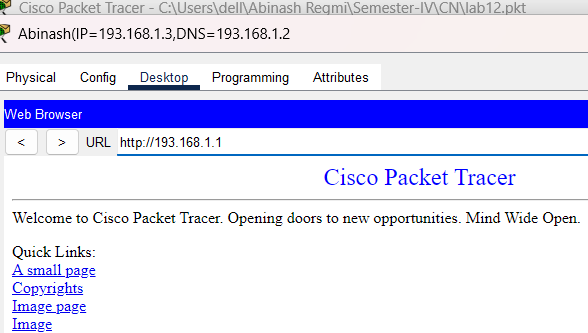 Cisco Packet Tracer - C:\Users\dell\Abinash Regmi\Semester-IV\CN\lab12.pkt
Abinash(IP=193.168.1.3,DNS=193.168.1.2
Physical Config Desktop Programming Attributes
Web Browser
< > URL http://193.168.1.1
Cisco Packet Tracer
Welcome to Cisco Packet Tracer. Opening doors to new opportunities. Mind Wide Open.
Quick Links:
A small page
Copyrights
Image page
Image